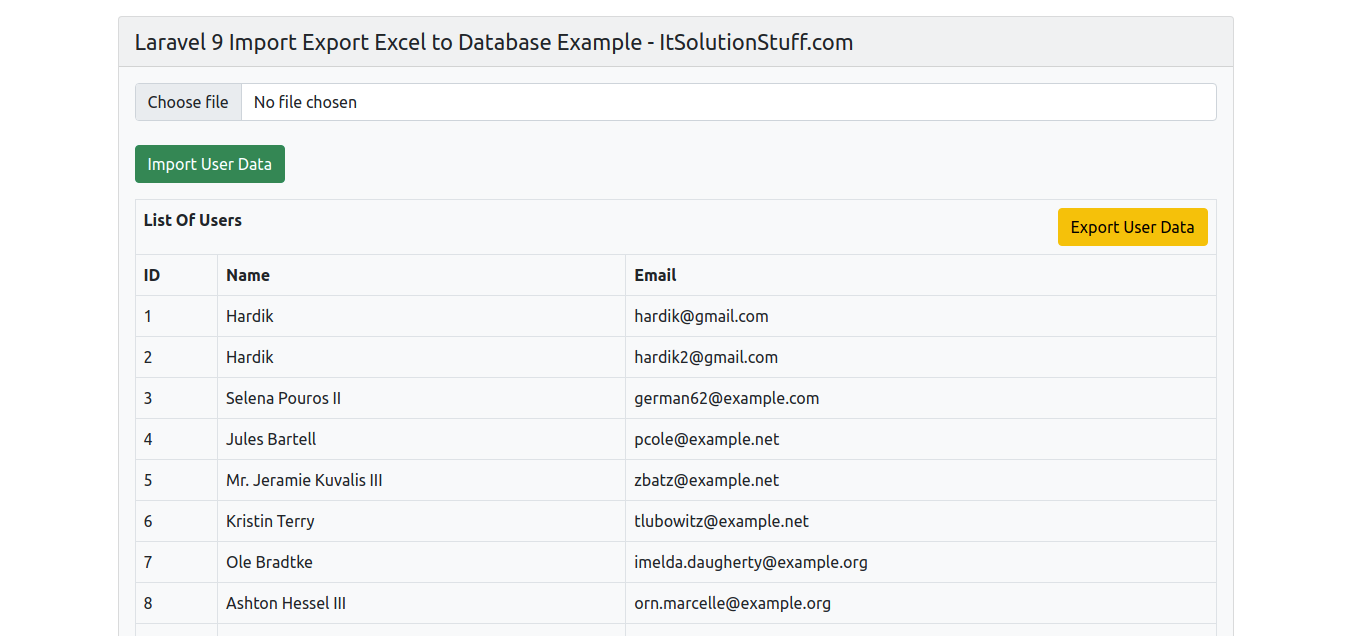 Laravel 9 Import Export Excel to Database Example - ItSolutionStuff.com
Choose file No file chosen
Import User Data
List Of Users Export User Data
ID Name Email
1 Hardik hardik@gmail.com
2 Hardik hardik2@gmail.com
3 Selena Pouros II german62@example.com
4 Jules Bartell pcole@example.net
5 Mr. Jeramie Kuvalis III zbatz@example.net
6 Kristin Terry tlubowitz@example.net
7 Ole Bradtke imelda.daugherty@example.org
8 Ashton Hessel III orn.marcelle@example.org